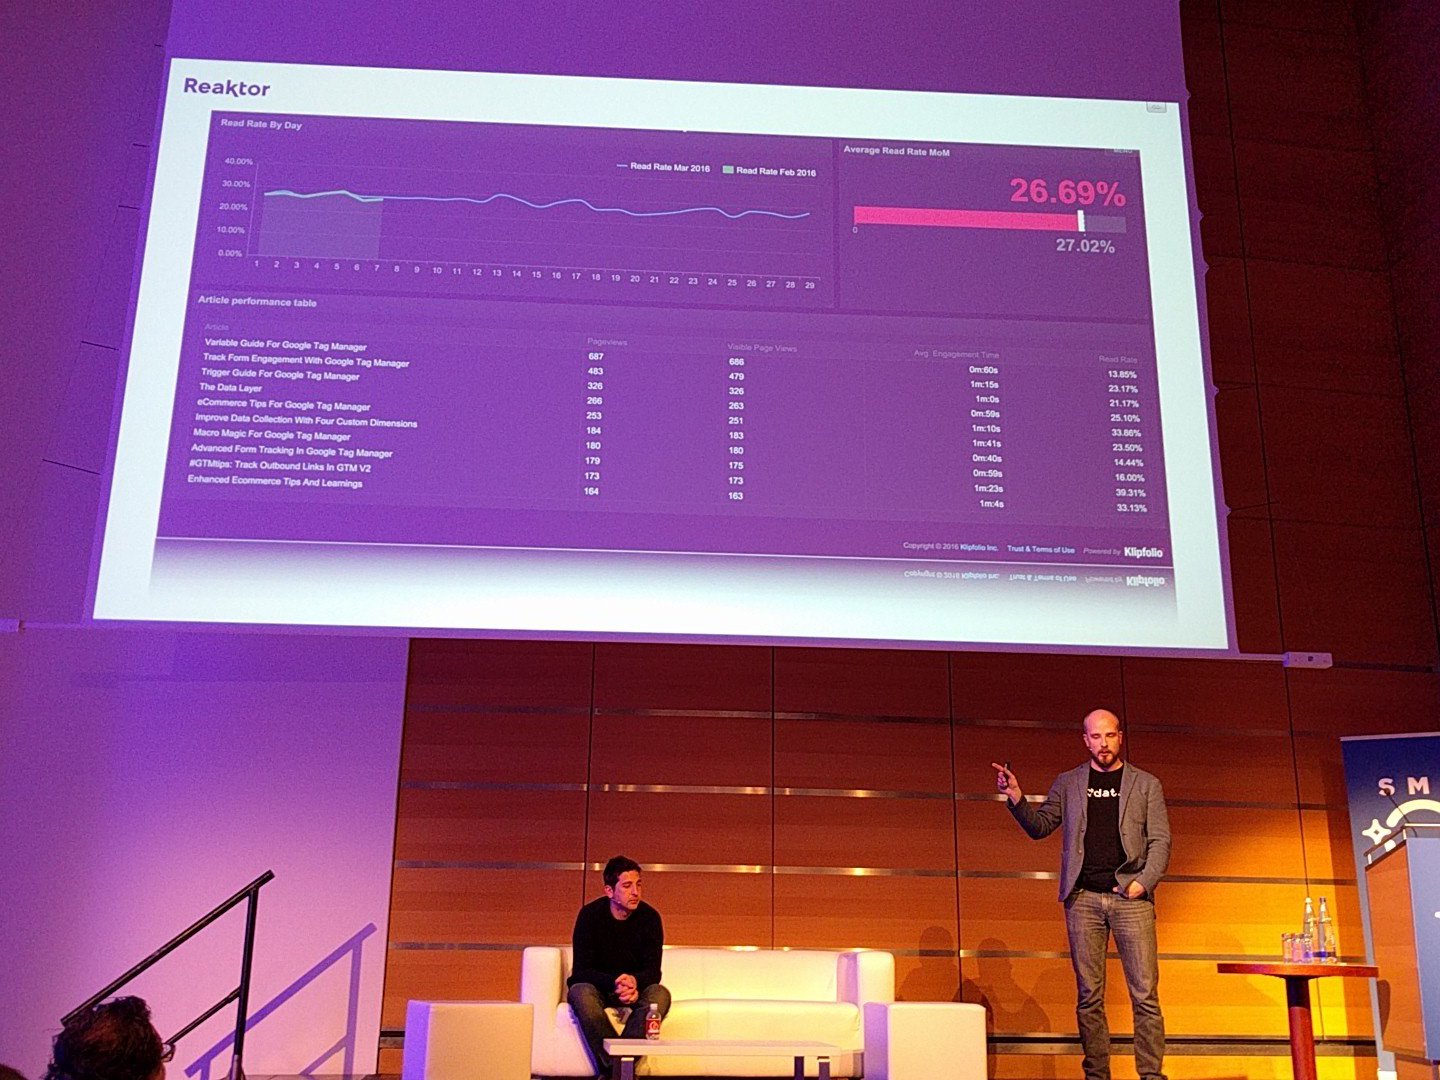 Reaktor
Read Rate By Day
Read Rate Mar 2016 Read Rate Feb 2016
40.00%
30.00%
20.00%
10.00%
0.00%
1 2 3 4 5 6 7 8 9 10 11 12 13 14 15 16 17 18 19 20 21 22 23 24 25 26 27 28 29
MENU
Average Read Rate MoM
26.69%
0
27.02%
Article performance table
Article Pageviews Visible Page Views Avg. Engagement Time Read Rate
Variable Guide For Google Tag Manager 687 686 0m:60s 13.85%
Track Form Engagement With Google Tag Manager 483 479 1m:15s 23.17%
Trigger Guide For Google Tag Manager 326 326 1m:0s 21.17%
The Data Layer 266 263 0m:59s 25.10%
eCommerce Tips For Google Tag Manager 253 251 1m:10s 33.86%
Improve Data Collection With Four Custom Dimensions 184 183 1m:41s 23.50%
Macro Magic For Google Tag Manager 180 180 0m:40s 14.44%
Advanced Form Tracking In Google Tag Manager 179 175 0m:59s 16.00%
#GTMtips: Track Outbound Links In GTM V2 173 173 1m:23s 39.31%
Enhanced Ecommerce Tips And Learnings 164 163 1m:4s 33.13%
Copyright © 2016 Klipfolio Inc. Trust & Terms of Use Powered by Klipfolio
dat.
SM